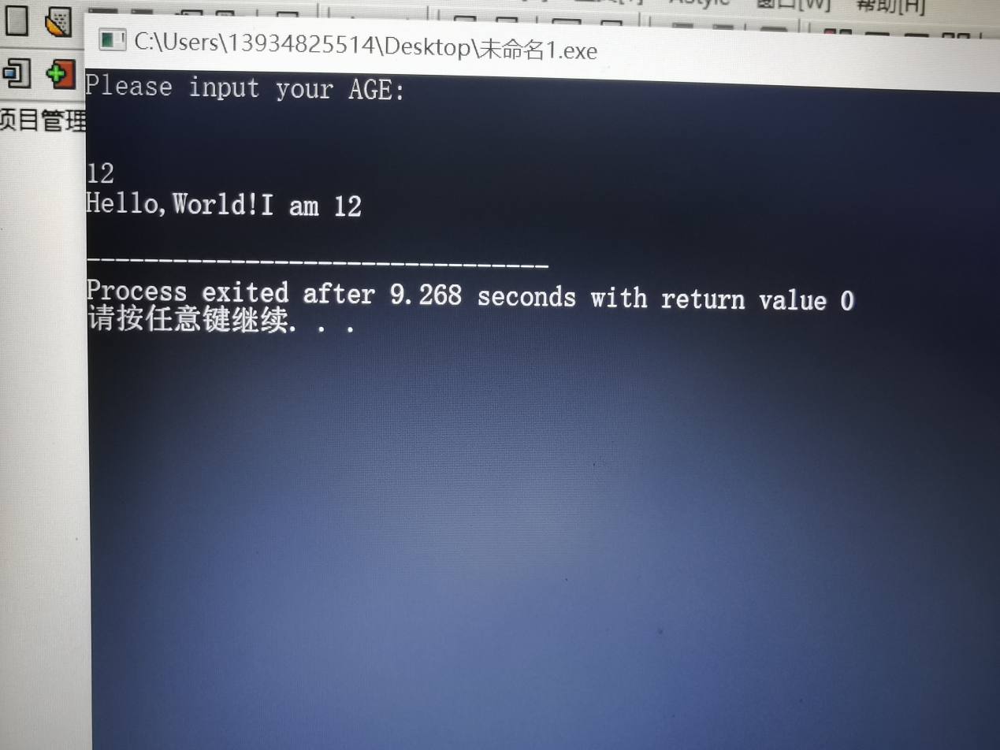 窗口[W] 帮助[H]
C:\Users\13934825514\Desktop\未命名1.exe
项目管理
Please input your AGE:
12
Hello,World!I am 12
--------------------------------
Process exited after 9.268 seconds with return value 0
请按任意键继续. . .